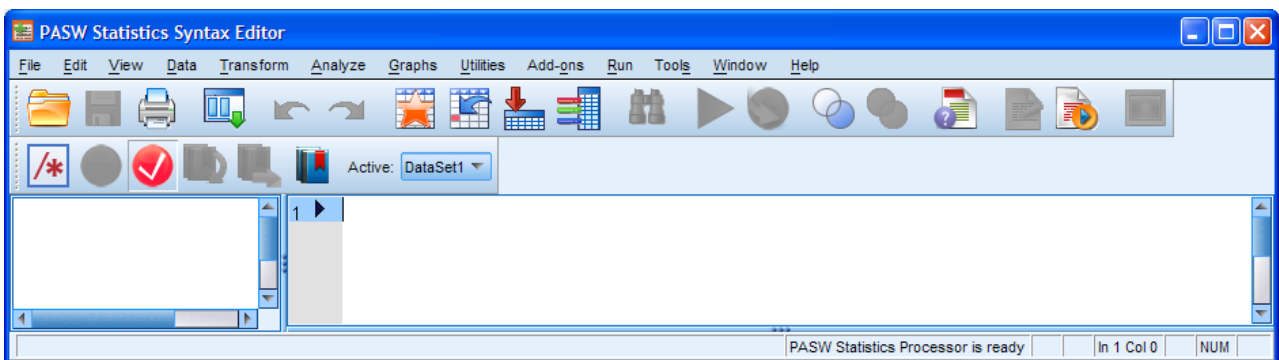 PASW Statistics Syntax Editor
File Edit View Data Transform Analyze Graphs Utilities Add-ons Run Tools Window Help
/* Active: DataSet1
1
PASW Statistics Processor is ready In 1 Col 0 NUM